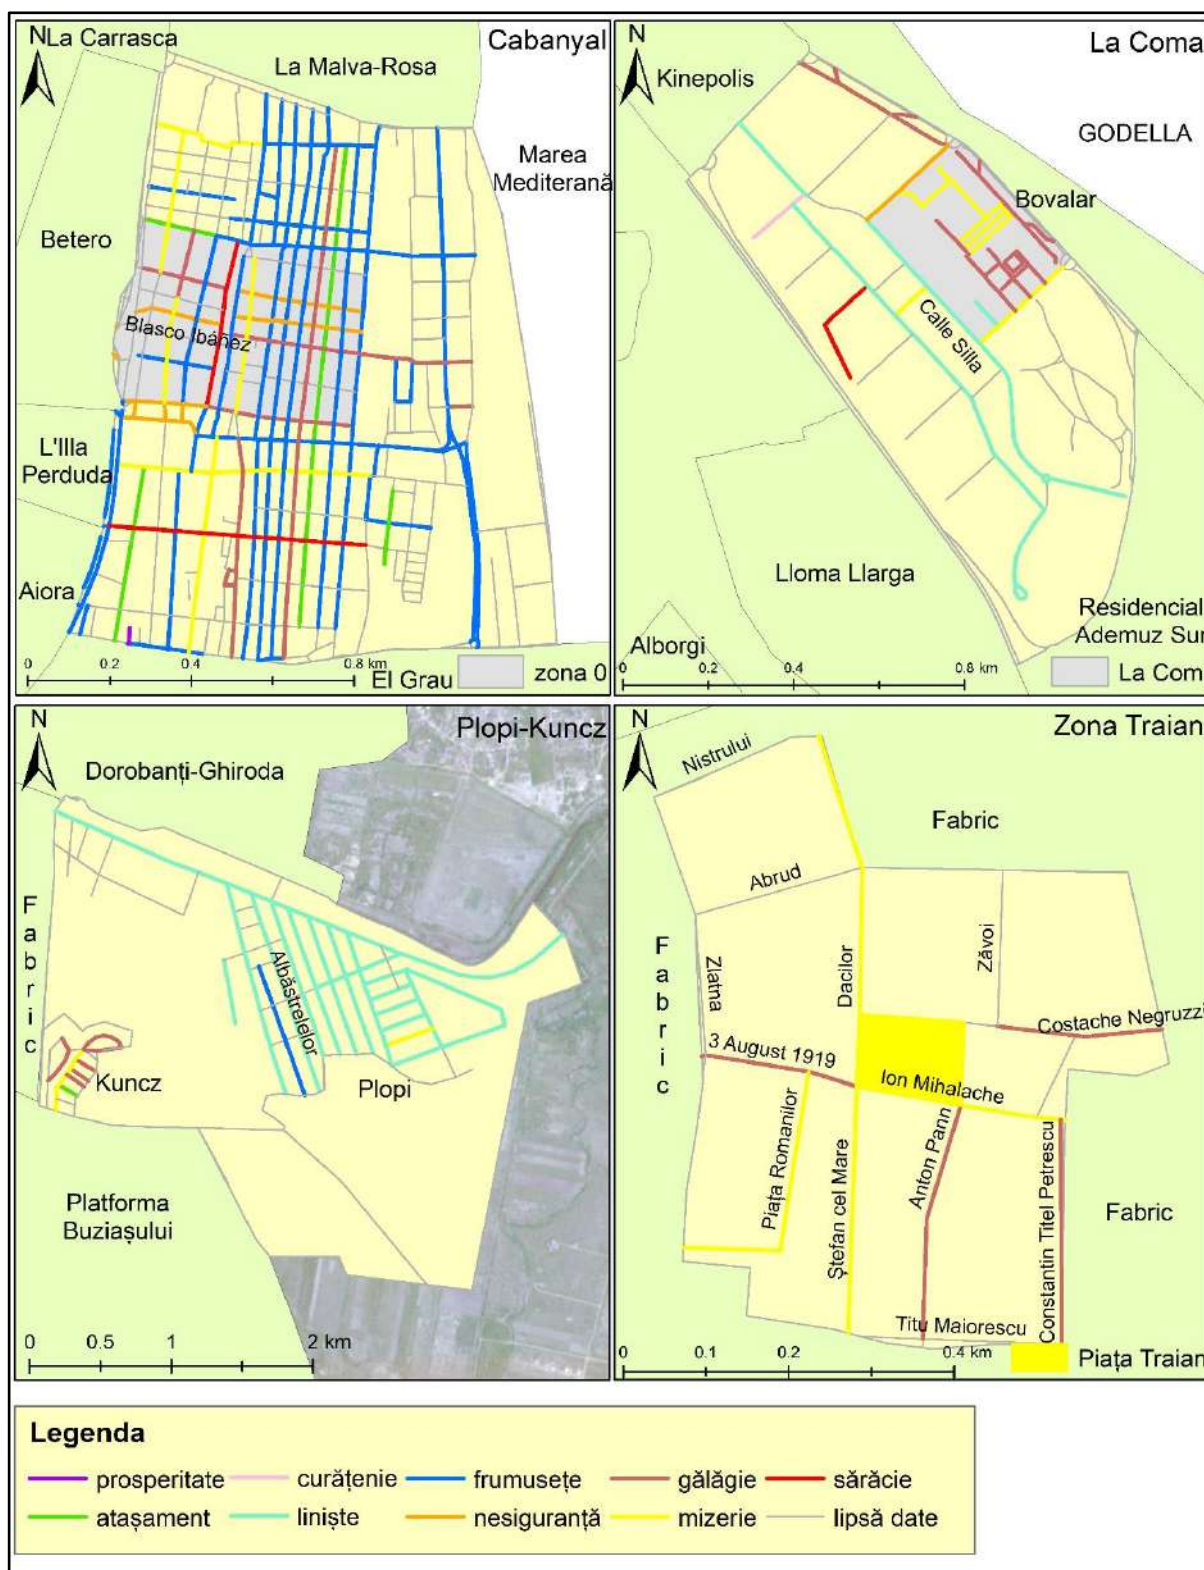 N
La Carrasca
Cabanyal
La Malva-Rosa
Marea
Mediterană
Betero
Blasco Ibáñez
L'Illa
Perduda
Aiora
0 0.2 0.4 0.8 km
El Grau
zona 0
N
La Coma
Kinepolis
GODELLA
Bovalar
Calle Silla
Lloma Llarga
Residencial
Ademuz Sur
Alborgi
0 0.2 0.4 0.8 km
La Com
N
Plopi-Kuncz
Dorobanți-Ghiroda
Fabric
Albăstrelelor
Kuncz
Plopi
Platforma
Buziașului
0 0.5 1 2 km
N
Zona Traian
Nistrului
Fabric
Abrud
Fabric
Zlatna
Dacilor
Zăvoi
Costache Negruzzi
3 August 1919
Ion Mihalache
Piața Romanilor
Ștefan cel Mare
Anton Pann
Constantin Titel Petrescu
Fabric
Titu Maiorescu
0 0.1 0.2 0.4 km
Piața Traian
Legenda
prosperitate curățenie frumusețe gălăgie sărăcie
atașament liniște nesiguranță mizerie lipsă date